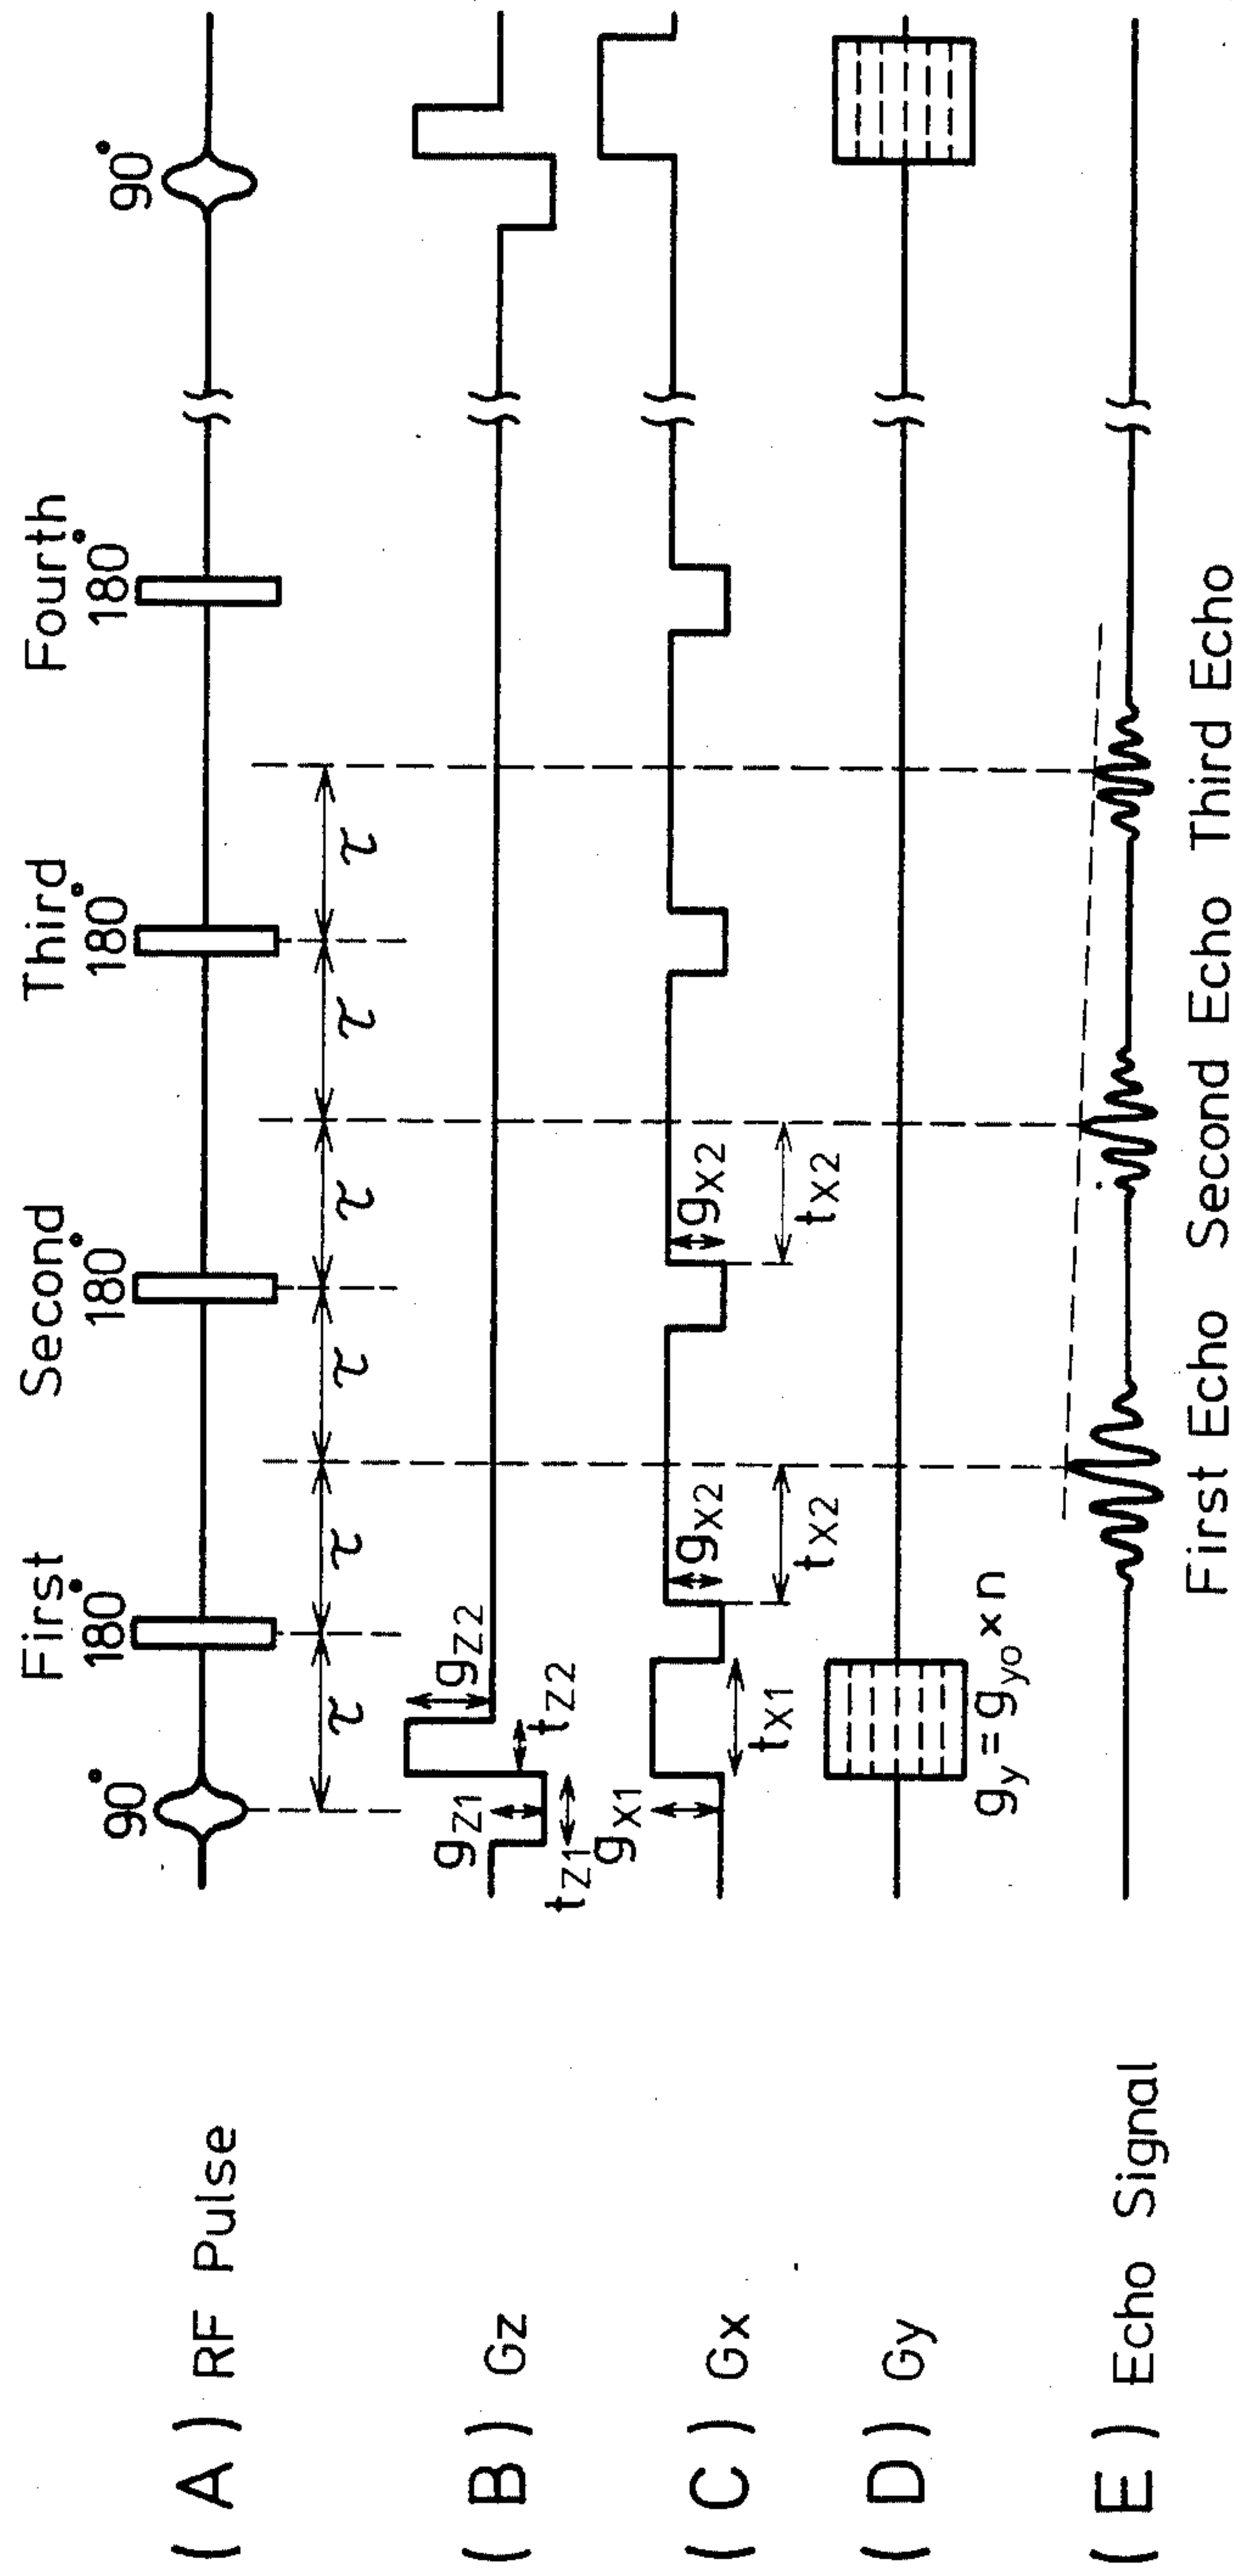 First Second Third Fourth
90° 180° 180° 180° 180° 90°
(A) RF Pulse
τ τ τ τ τ τ
(B) Gz
gZ1 gZ2
tZ1 tZ2
(C) Gx
gX1 gX2 gX2
tX1 tX2 tX2
(D) Gy
gy = gyo × n
(E) Echo Signal
First Echo Second Echo Third Echo